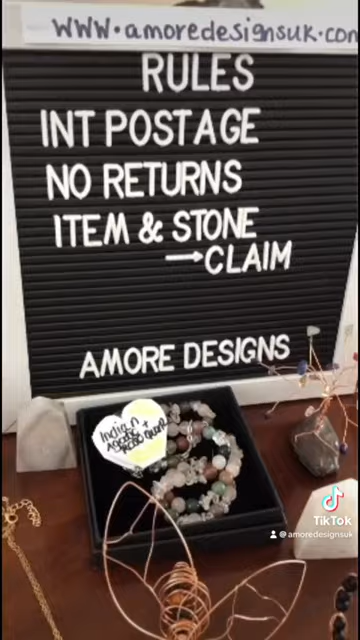 www.amoredesignsuk.com
RULES
INT POSTAGE
NO RETURNS
ITEM & STONE
→CLAIM
AMORE DESIGNS
Indian
Agate +
TikTok
@amoredesignsuk